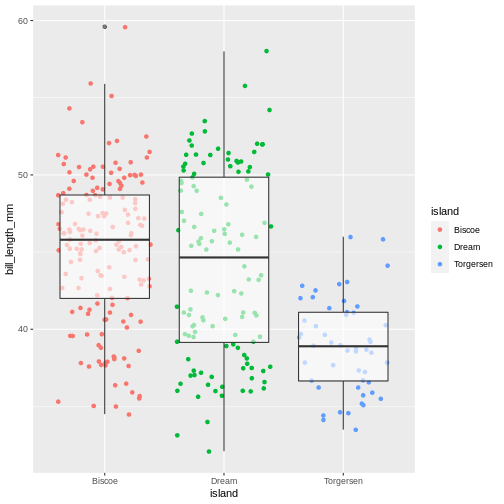 60
50
40
bill_length_mm
Biscoe
Dream
Torgersen
island
island
Biscoe
Dream
Torgersen